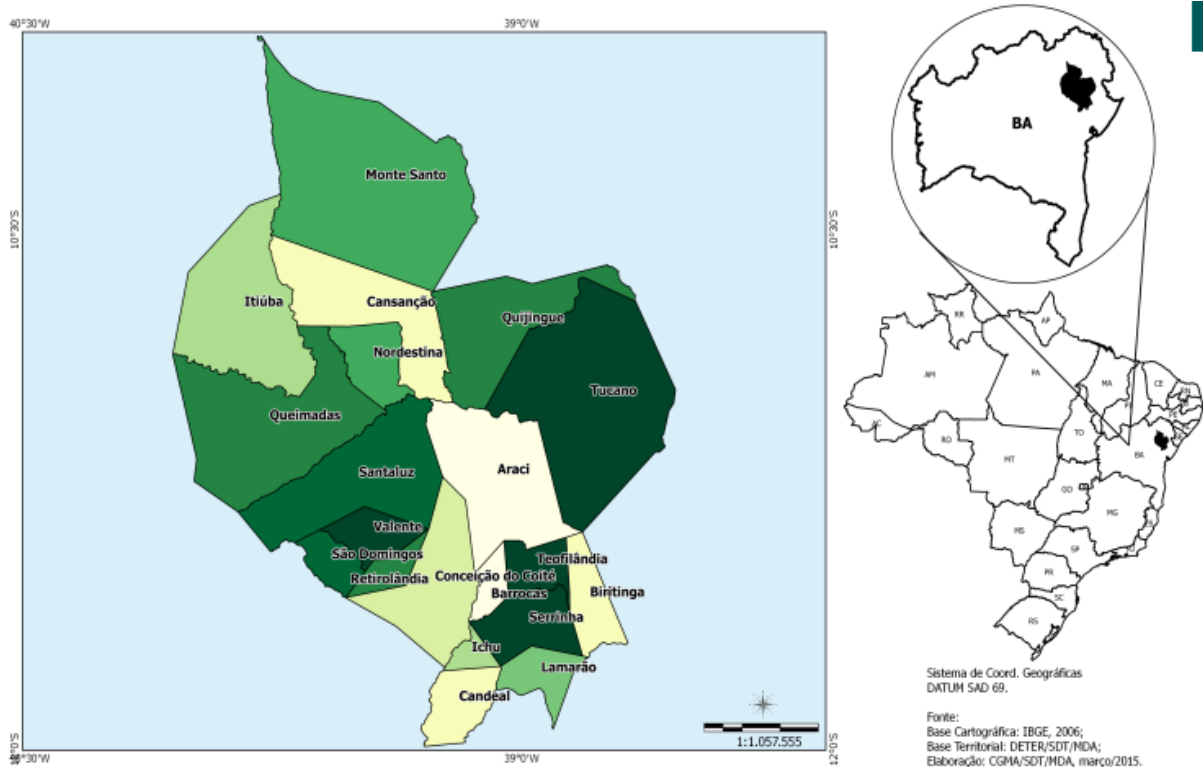 40°30'W
39°0'W
10°30'S
10°30'S
Monte Santo
Itiúba
Cansanção
Quijingue
Nordestina
Tucano
Queimadas
Santaluz
Araci
Valente
São Domingos
Retirolândia
Teofilândia
Conceição do Coité
Barrocas
Biritinga
Serrinha
Ichu
Lamarão
Candeal
1:1.057.555
12°0'S
39°0'W
BA
RR
AP
AM
PA
MA
CE
RN
PE
AC
RO
TO
BA
MT
GO
MG
MS
SP
PR
SC
RS
Sistema de Coord. Geográficas
DATUM SAD 69.
Fonte:
Base Cartográfica: IBGE, 2006;
Base Territorial: DETER/SDT/MDA;
Elaboração: CGMA/SDT/MDA, março/2015.